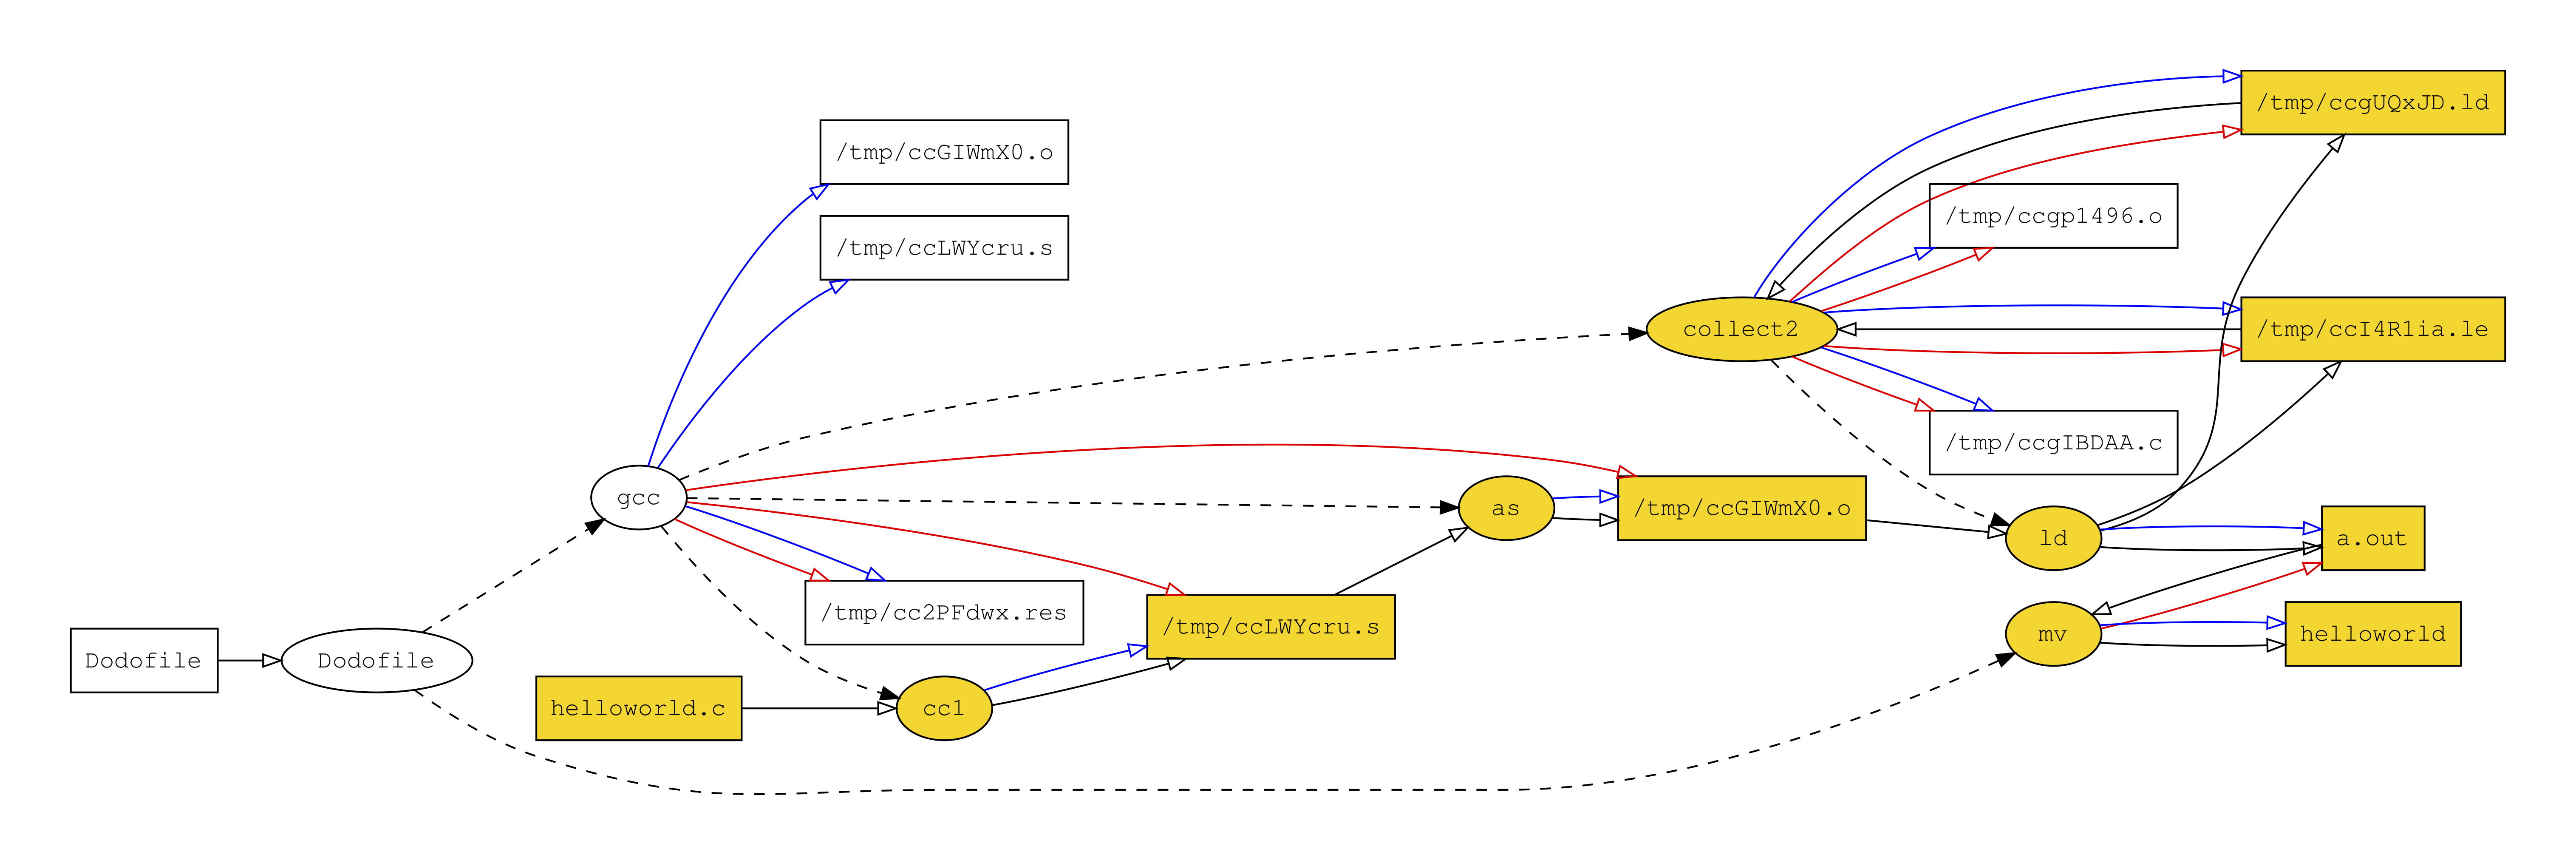 /tmp/ccgUQxJD.ld
/tmp/ccGIWmX0.o
/tmp/ccgp1496.o
/tmp/ccLWYcru.s
collect2
/tmp/ccI4R1ia.le
/tmp/ccgIBDAA.c
gcc
as
/tmp/ccGIWmX0.o
ld
a.out
/tmp/cc2PFdwx.res
/tmp/ccLWYcru.s
mv
helloworld
Dodofile
Dodofile
helloworld.c
cc1